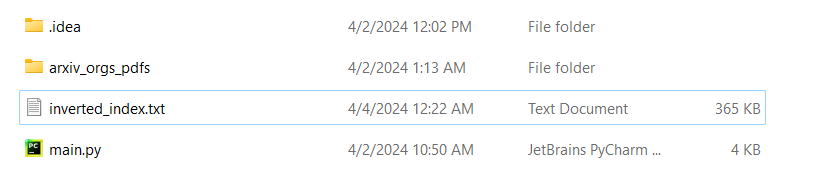 .idea 4/2/2024 12:02 PM File folder
arxiv_orgs_pdfs 4/2/2024 1:13 AM File folder
inverted_index.txt 4/4/2024 12:22 AM Text Document 365 KB
PC main.py 4/2/2024 10:50 AM JetBrains PyCharm ... 4 KB